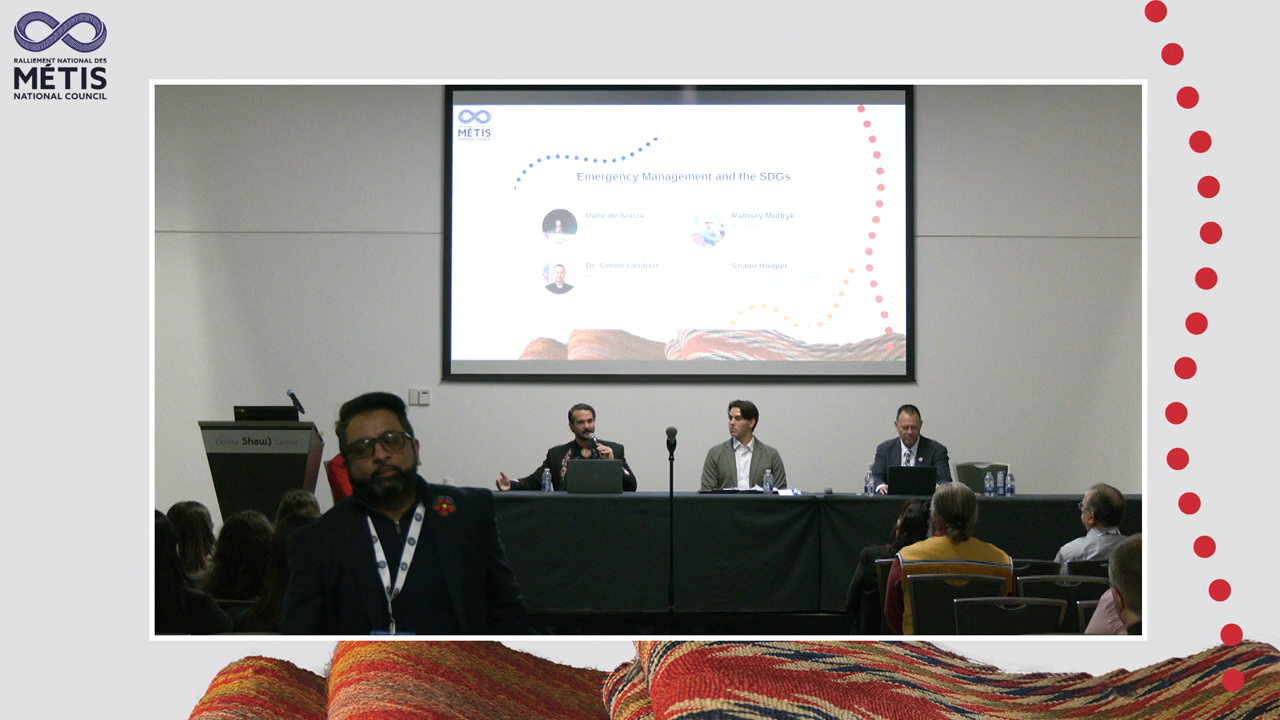 RALLIEMENT NATIONAL DES
MÉTIS
NATIONAL COUNCIL
MÉTIS
Emergency Management and the SDGs
Dane de Souza
Ramsey Mudryk
Dr. Simon Lambert
Shaun Hooper
Centre Shaw) Centre